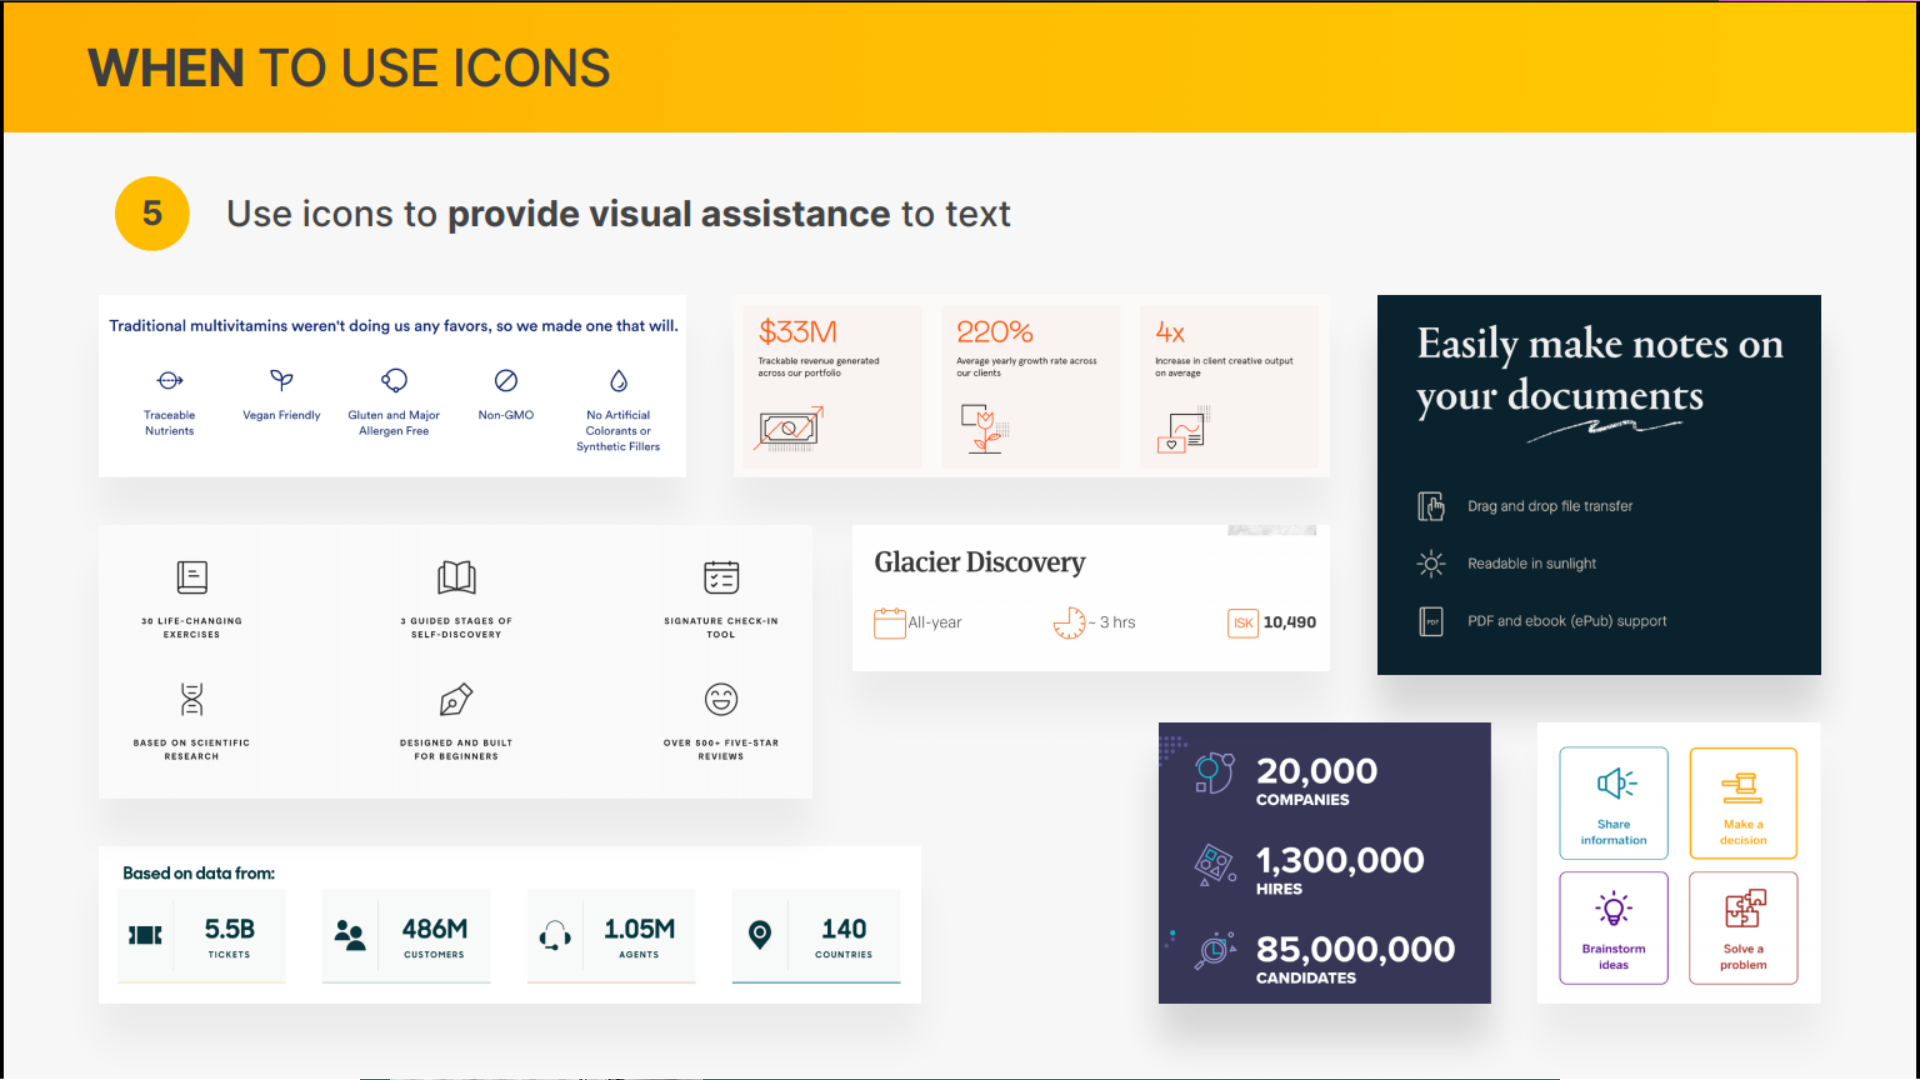 WHEN TO USE ICONS
5
Use icons to provide visual assistance to text
Traditional multivitamins weren't doing us any favors, so we made one that will.
Traceable
Nutrients
Vegan Friendly
Gluten and Major
Allergen Free
Non-GMO
No Artificial
Colorants or
Synthetic Fillers
$33M
Trackable revenue generated
across our portfolio
220%
Average yearly growth rate across
our clients
4x
Increase in client creative output
on average
Easily make notes on
your documents
Drag and drop file transfer
Readable in sunlight
PDF
PDF and ebook (ePub) support
30 LIFE-CHANGING
EXERCISES
3 GUIDED STAGES OF
SELF-DISCOVERY
SIGNATURE CHECK-IN
TOOL
BASED ON SCIENTIFIC
RESEARCH
DESIGNED AND BUILT
FOR BEGINNERS
OVER 500+ FIVE-STAR
REVIEWS
Glacier Discovery
All-year
~ 3 hrs
ISK 10,490
Based on data from:
5.5B
TICKETS
486M
CUSTOMERS
1.05M
AGENTS
140
COUNTRIES
20,000
COMPANIES
1,300,000
HIRES
85,000,000
CANDIDATES
Share
information
Make a
decision
Brainstorm
ideas
Solve a
problem